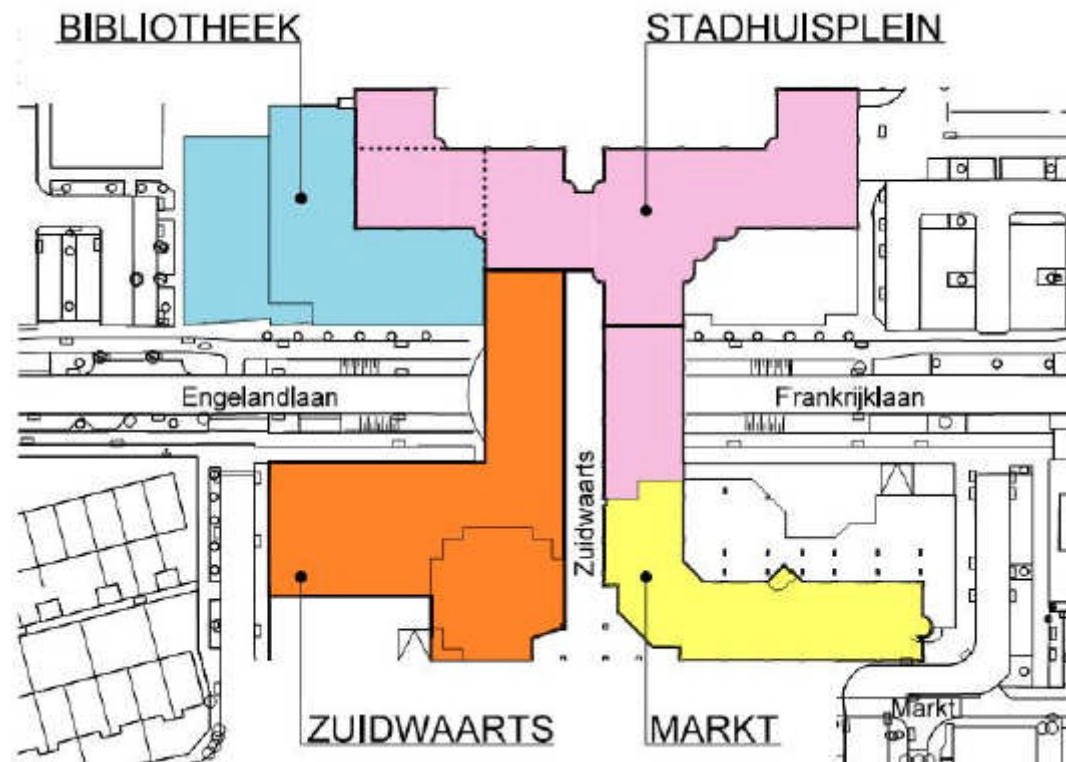 BIBLIOTHEEK
STADHUISPLEIN
Engelandlaan
Frankrijklaan
Zuidwaarts
Markt
ZUIDWAARTS
MARKT